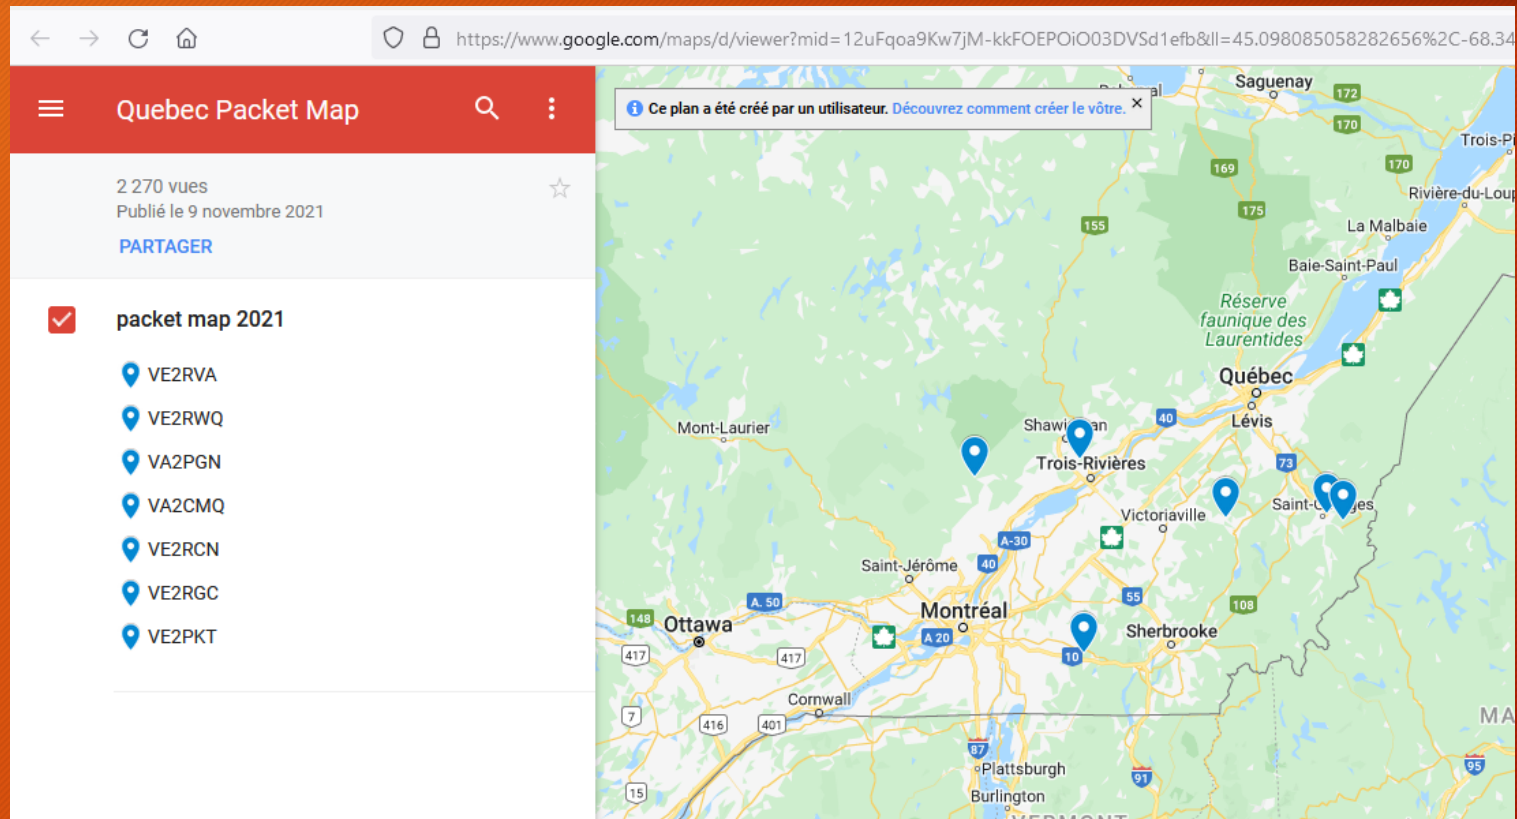 https://www.google.com/maps/d/viewer?mid=12uFqoa9Kw7jM-kkFOEPOiO03DVSd1efb&ll=45.098085058282656%2C-68.34
Quebec Packet Map
2 270 vues
Publié le 9 novembre 2021
PARTAGER
packet map 2021
VE2RVA
VE2RWQ
VA2PGN
VA2CMQ
VE2RCN
VE2RGC
VE2PKT
Ce plan a été créé par un utilisateur. Découvrez comment créer le vôtre.
Saguenay
172
170
Trois-Pi
169
170
Rivière-du-Loup
175
155
La Malbaie
Baie-Saint-Paul
Réserve
faunique des
Laurentides
Québec
Mont-Laurier
40
Lévis
Trois-Rivières
73
Victoriaville
A-30
Saint-Jérôme
40
A. 50
55
108
148
Ottawa
Montréal
A 20
Sherbrooke
417
417
10
Cornwall
7
416
401
MA
87
Plattsburgh
91
95
15
Burlington
VERMONT